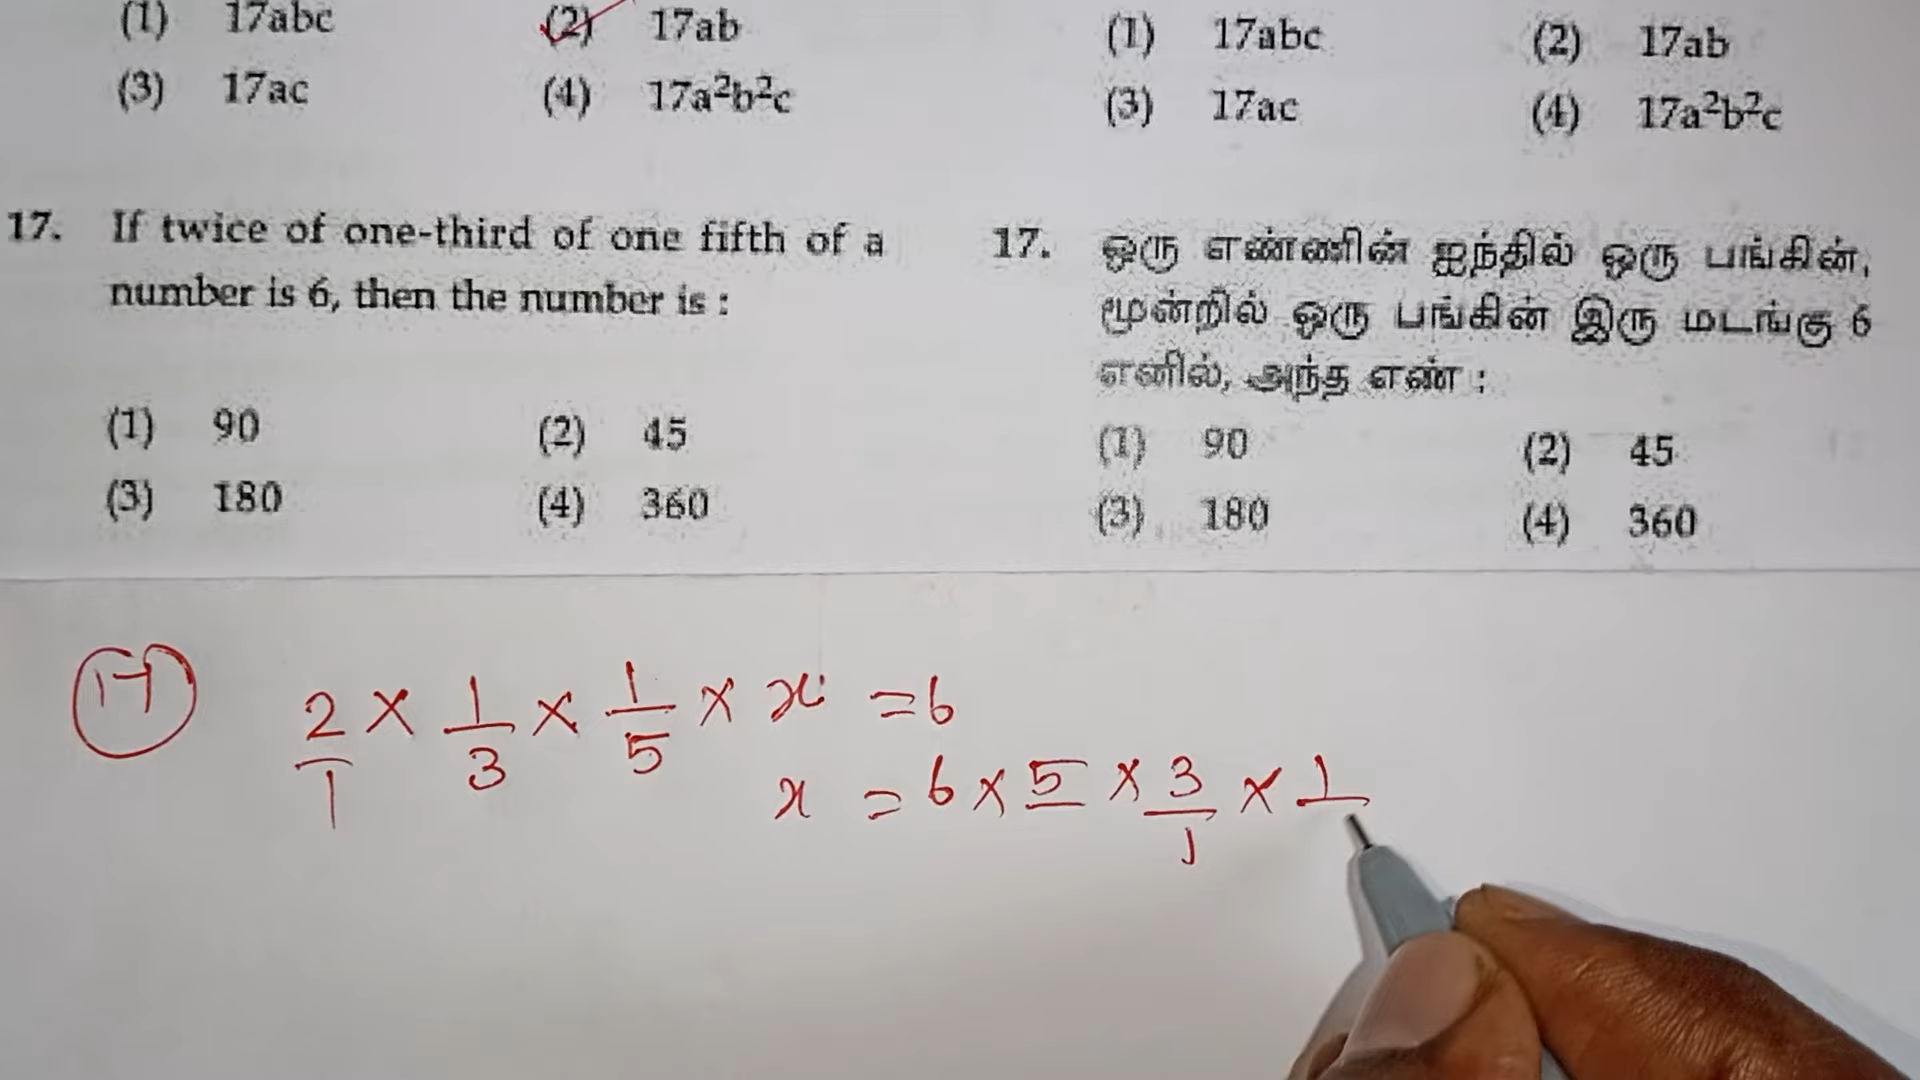 (1) 17abc (2) 17ab
(3) 17ac (4) 17a²b²c
17. If twice of one-third of one fifth of a
number is 6, then the number is :
(1) 90 (2) 45
(3) 180 (4) 360
(1) 17abc (2) 17ab
(3) 17ac (4) 17a²b²c
17. ஒரு எண்ணின் ஐந்தில் ஒரு பங்கின்,
மூன்றில் ஒரு பங்கின் இரு மடங்கு 6
எனில், அந்த எண் :
(1) 90 (2) 45
(3) 180 (4) 360
17 2/1 × 1/3 × 1/5 × x = 6
x = 6 × 5 × 3/1 × 1